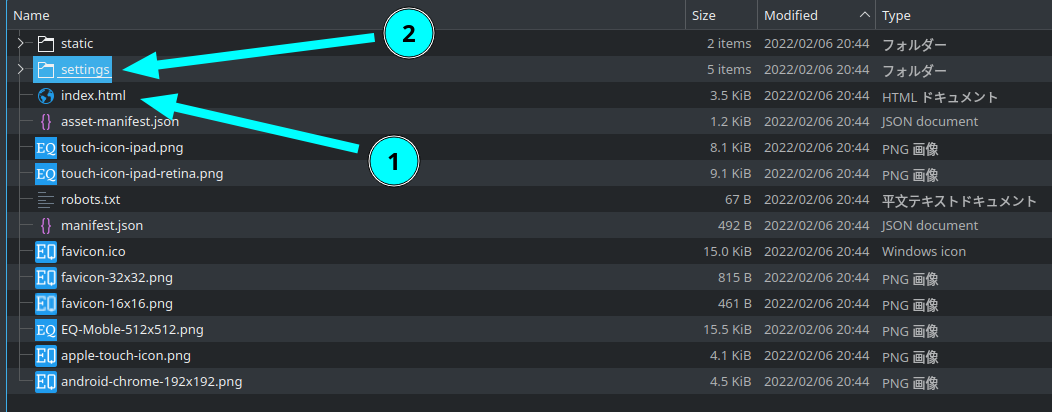 Name Size Modified Type
static 2 items 2022/02/06 20:44 フォルダー
settings 5 items 2022/02/06 20:44 フォルダー
index.html 3.5 KiB 2022/02/06 20:44 HTML ドキュメント
asset-manifest.json 1.2 KiB 2022/02/06 20:44 JSON document
EQ touch-icon-ipad.png 8.1 KiB 2022/02/06 20:44 PNG 画像
EQ touch-icon-ipad-retina.png 9.1 KiB 2022/02/06 20:44 PNG 画像
robots.txt 67 B 2022/02/06 20:44 平文テキストドキュメント
{} manifest.json 492 B 2022/02/06 20:44 JSON document
EQ favicon.ico 15.0 KiB 2022/02/06 20:44 Windows icon
EQ favicon-32x32.png 815 B 2022/02/06 20:44 PNG 画像
EQ favicon-16x16.png 461 B 2022/02/06 20:44 PNG 画像
EQ EQ-Moble-512x512.png 15.5 KiB 2022/02/06 20:44 PNG 画像
EQ apple-touch-icon.png 4.1 KiB 2022/02/06 20:44 PNG 画像
EQ android-chrome-192x192.png 4.5 KiB 2022/02/06 20:44 PNG 画像
2
1